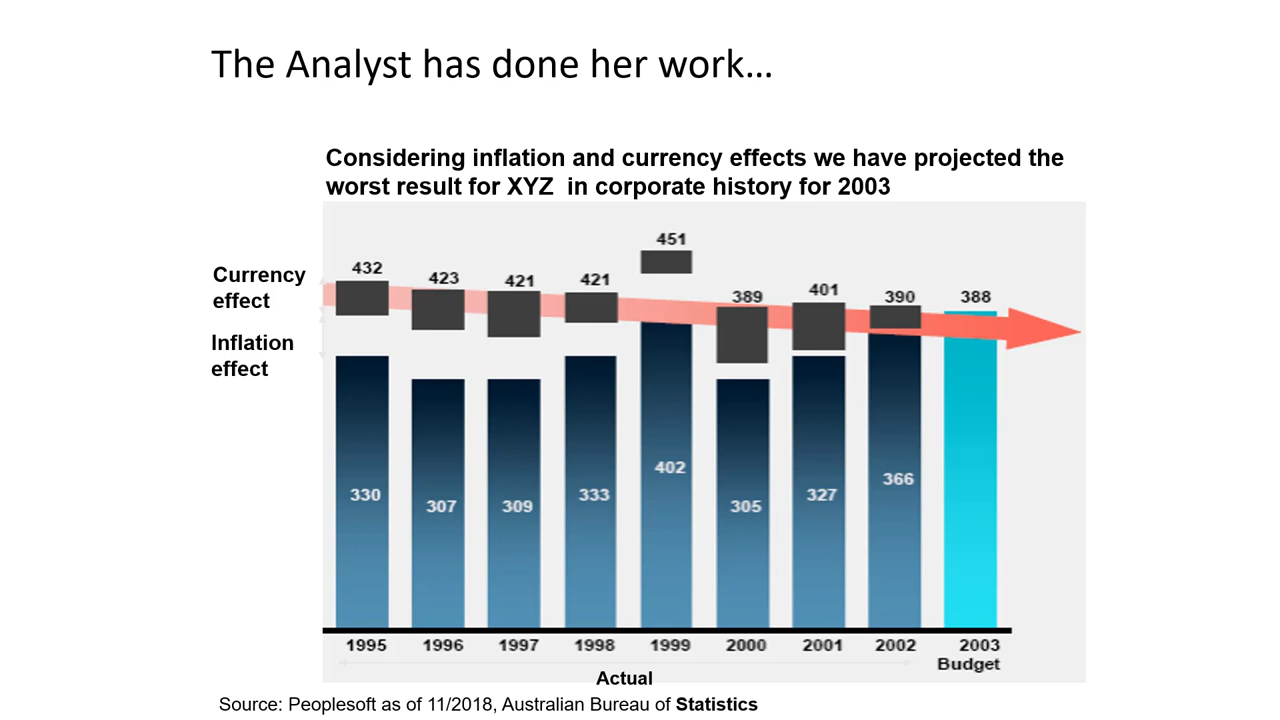 The Analyst has done her work…
Considering inflation and currency effects we have projected the
worst result for XYZ  in corporate history for 2003
Currency
effect
Inflation
effect
432
423
421
421
451
389
401
390
388
330
307
309
333
402
305
327
366
1995
1996
1997
1998
1999
2000
2001
2002
2003
Budget
Actual
Source: Peoplesoft as of 11/2018, Australian Bureau of Statistics